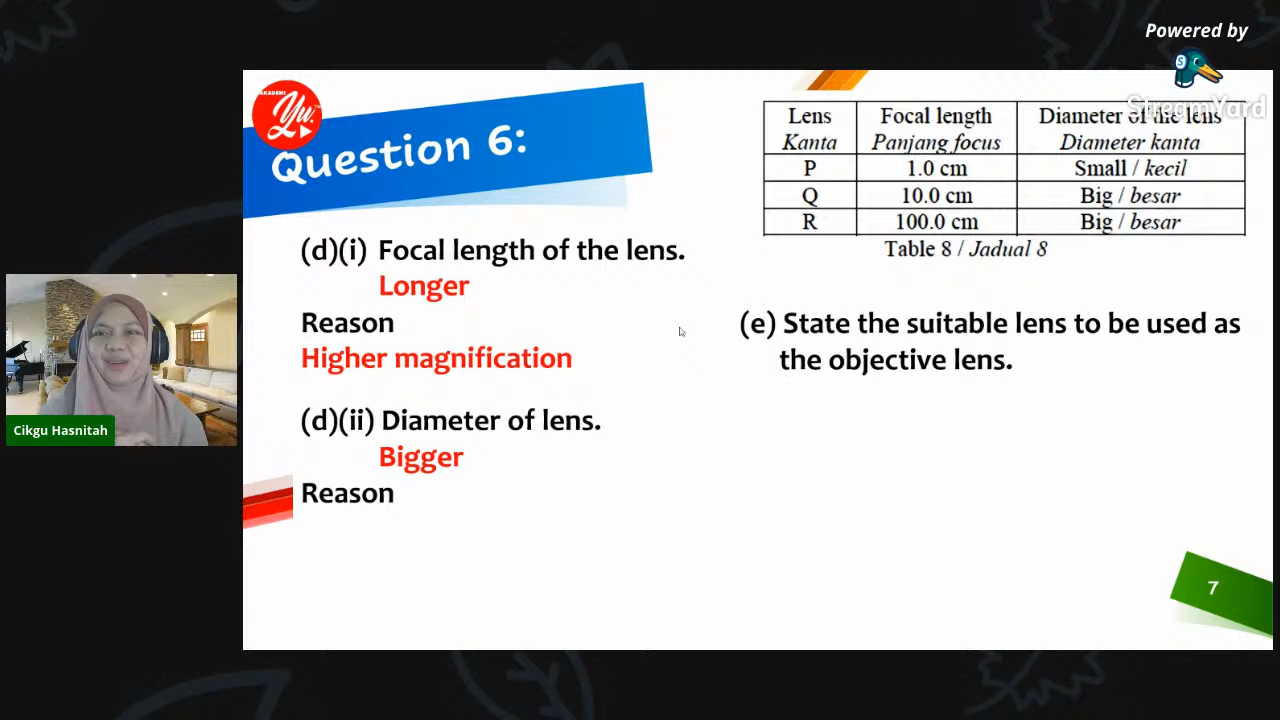 Powered by
StreamYard
AKADEMI
Yu.
Question 6:
Lens Focal length Diameter of the lens
Kanta Panjang focus Diameter kanta
P 1.0 cm Small / kecil
Q 10.0 cm Big / besar
R 100.0 cm Big / besar
Table 8 / Jadual 8
(d)(i) Focal length of the lens.
Longer
Reason
Higher magnification
(d)(ii) Diameter of lens.
Bigger
Reason
(e) State the suitable lens to be used as
the objective lens.
Cikgu Hasnitah
7